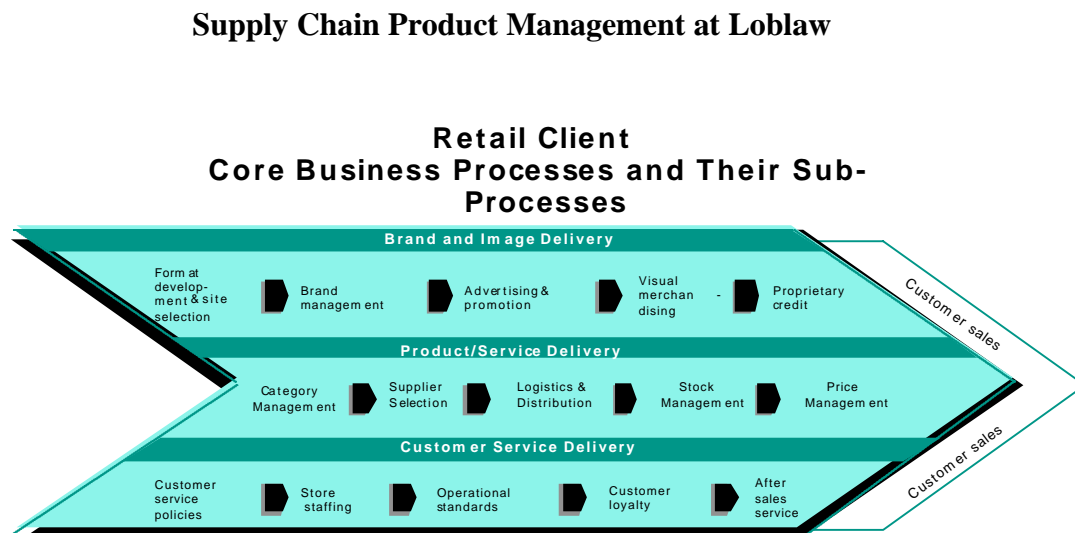 Supply Chain Product Management at Loblaw
Retail Client
Core Business Processes and Their Sub-
Processes
Brand and Image Delivery
Format
develop-
ment & site
selection
Brand
management
Advertising &
promotion
Visual
merchan -
dising
Proprietary
credit
Customer sales
Product/Service Delivery
Category
Management
Supplier
Selection
Logistics &
Distribution
Stock
Management
Price
Management
Customer Service Delivery
Customer
service
policies
Store
staffing
Operational
standards
Customer
loyalty
After
sales
service
Customer sales